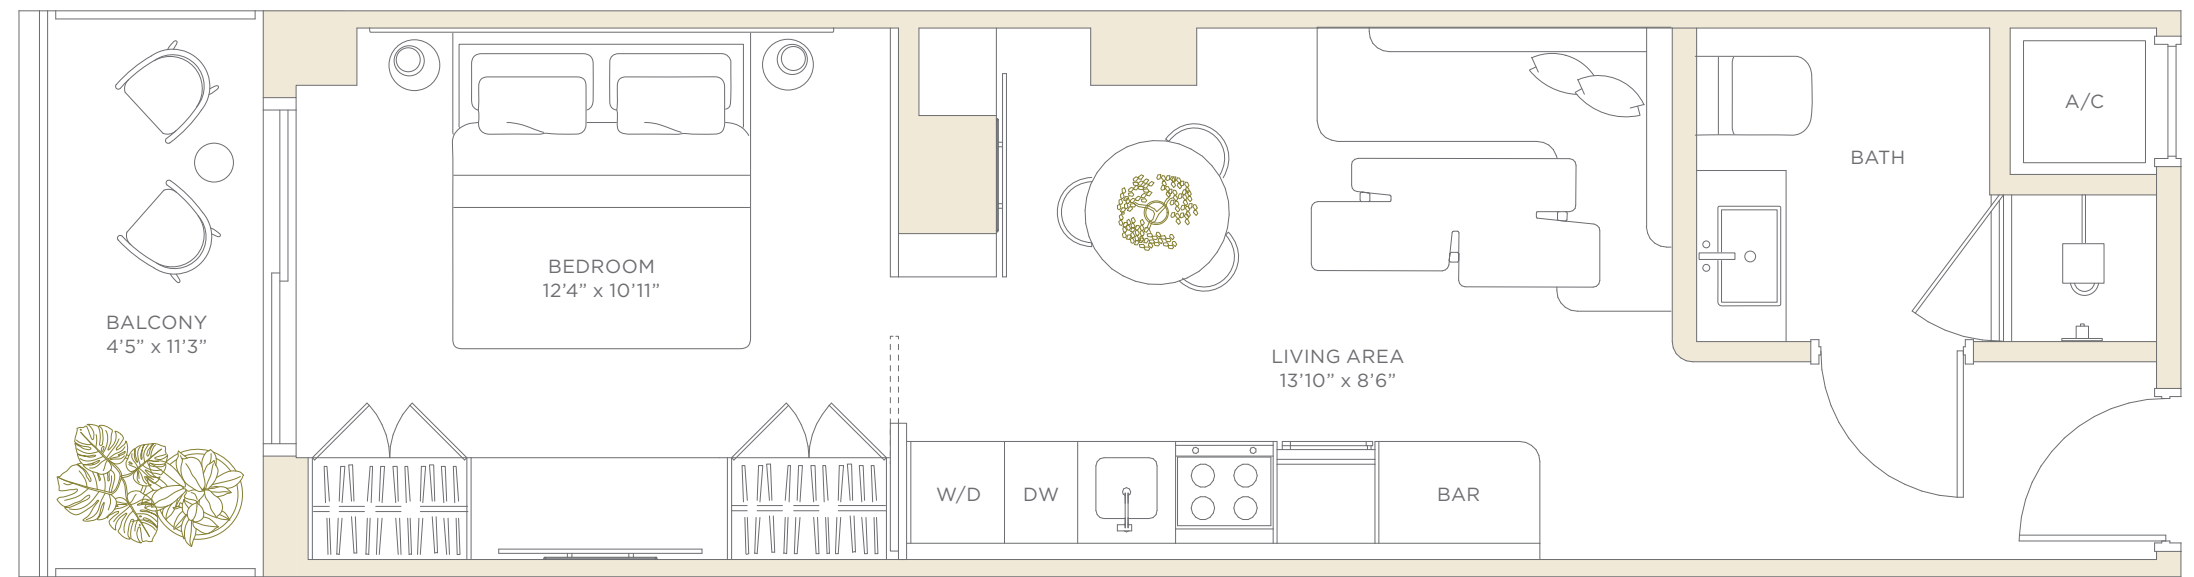 A/C
BATH
BEDROOM
12’4” x 10’11”
BALCONY
4’5” x 11’3”
LIVING AREA
13’10” x 8’6”
W/D
DW
BAR